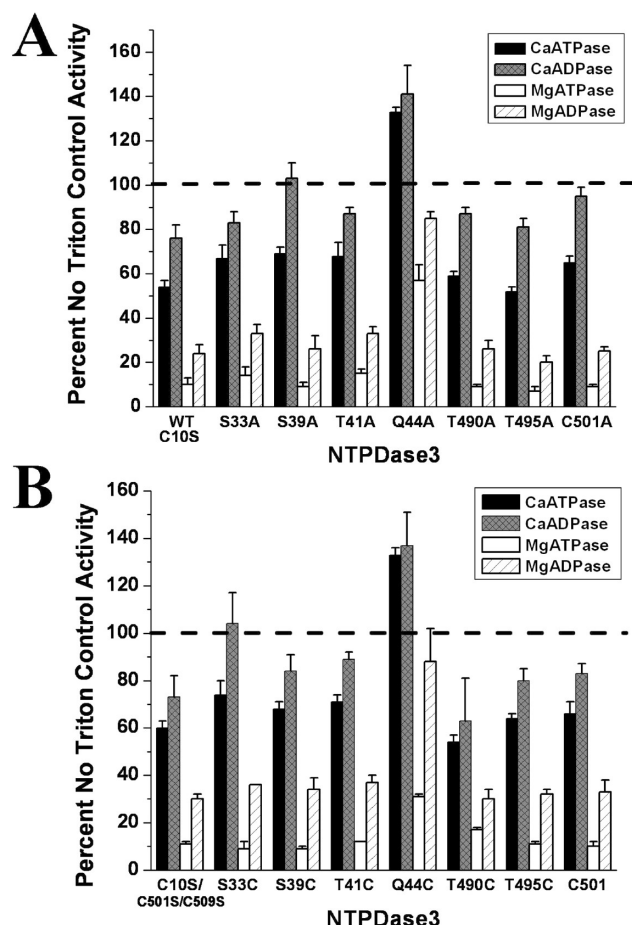 A
Percent No Triton Control Activity
160
140
120
100
80
60
40
20
0
CaATPase
CaADPase
MgATPase
MgADPase
WT C10S
S33A
S39A
T41A
Q44A
T490A
T495A
C501A
NTPDase3
B
Percent No Triton Control Activity
160
140
120
100
80
60
40
20
0
CaATPase
CaADPase
MgATPase
MgADPase
C10S/
C501S/C509S
S33C
S39C
T41C
Q44C
T490C
T495C
C501
NTPDase3